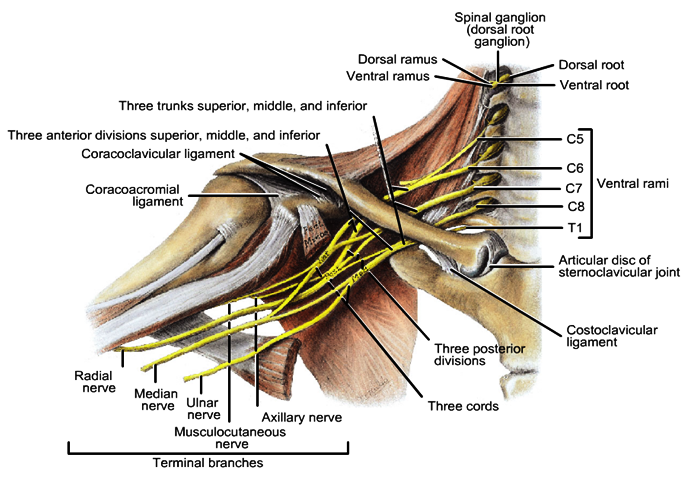 Spinal ganglion
(dorsal root
ganglion)
Dorsal ramus
Dorsal root
Ventral ramus
Ventral root
Three trunks superior, middle, and inferior
Three anterior divisions superior, middle, and inferior
C5
Coracoclavicular ligament
C6
Coracoacromial
ligament
C7
Ventral rami
C8
T1
Articular disc of
sternoclavicular joint
Lat
Post
Med
Costoclavicular
ligament
Three posterior
divisions
Radial
nerve
Median
nerve
Ulnar
nerve
Three cords
Axillary nerve
Musculocutaneous
nerve
Terminal branches